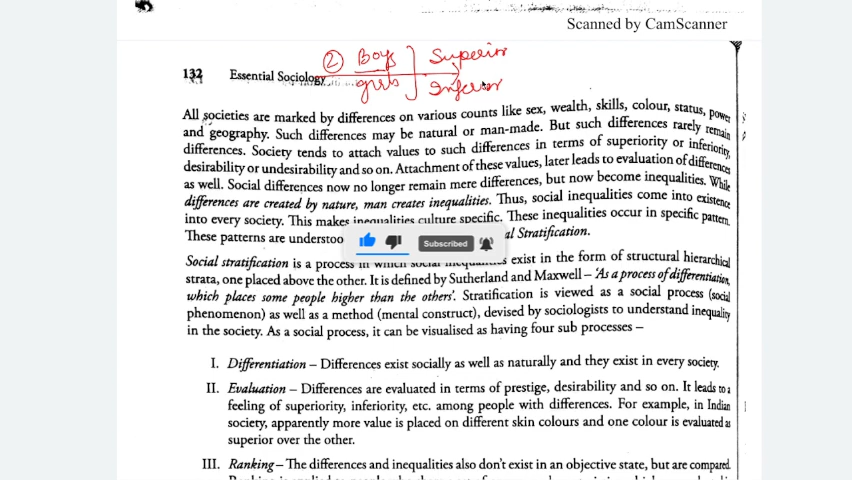 Scanned by CamScanner
② Boys Superior
girls Inferior
132 Essential Sociology
All societies are marked by differences on various counts like sex, wealth, skills, colour, status, power
and geography. Such differences may be natural or man-made. But such differences rarely remain
differences. Society tends to attach values to such differences in terms of superiority or inferiority,
desirability or undesirability and so on. Attachment of these values, later leads to evaluation of differences
as well. Social differences now no longer remain mere differences, but now become inequalities. While
differences are created by nature, man creates inequalities. Thus, social inequalities come into existence
into every society. This makes inequalities culture specific. These inequalities occur in specific pattern.
These patterns are understoo al Stratification.
Subscribed
Social stratification is a process in which social inequalities exist in the form of structural hierarchical
strata, one placed above the other. It is defined by Sutherland and Maxwell – 'As a process of differentiation,
which places some people higher than the others'. Stratification is viewed as a social process (social
phenomenon) as well as a method (mental construct), devised by sociologists to understand inequality
in the society. As a social process, it can be visualised as having four sub processes –
I. Differentiation – Differences exist socially as well as naturally and they exist in every society.
II. Evaluation – Differences are evaluated in terms of prestige, desirability and so on. It leads to a
feeling of superiority, inferiority, etc. among people with differences. For example, in Indian
society, apparently more value is placed on different skin colours and one colour is evaluated as
superior over the other.
III. Ranking – The differences and inequalities also don't exist in an objective state, but are compared.